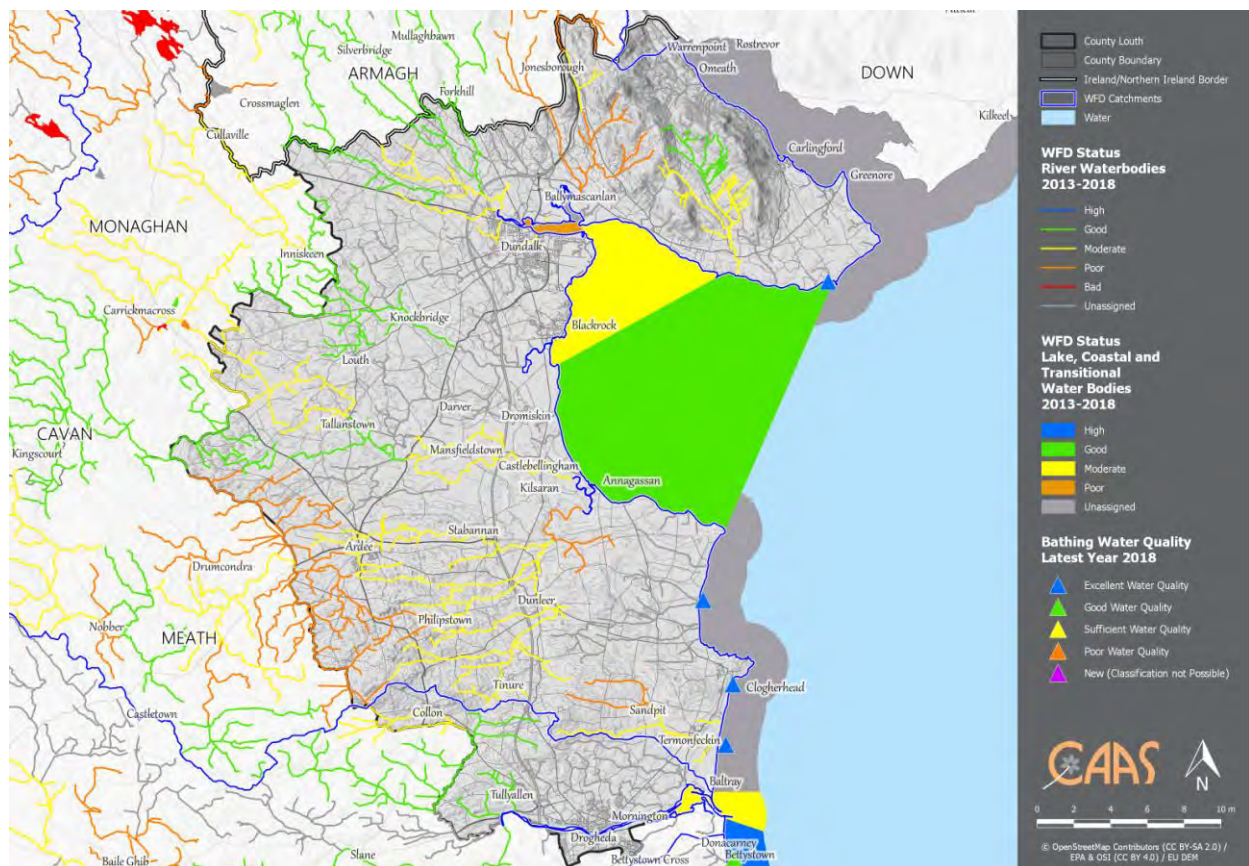 Mullaghbawn
Silverbridge
Warrenpoint
Rostrevor
Jonesborough
ARMAGH
Omeath
DOWN
Crossmaglen
Forkhill
Kilkeel
Cullaville
Carlingford
Greenore
Ballymascanlan
MONAGHAN
Dundalk
Inniskeen
Carrickmacross
Knockbridge
Blackrock
Louth
Darver
Dromiskin
Tallanstown
CAVAN
Kingscourt
Mansfieldstown
Castlebellingham
Kilsaran
Annagassan
Stabannan
Ardee
Drumcondra
Dunleer
Philipstown
Nobber
MEATH
Tinure
Clogherhead
Castletown
Collon
Sandpit
Termonfeckin
Baltray
Tullyallen
Mornington
Drogheda
Donacarney
Slane
Bettystown Cross
Bettystown
Baile Ghib
County Louth
County Boundary
Ireland/Northern Ireland Border
WFD Catchments
Water
WFD Status
River Waterbodies
2013-2018
High
Good
Moderate
Poor
Bad
Unassigned
WFD Status
Lake, Coastal and
Transitional
Water Bodies
2013-2018
High
Good
Moderate
Poor
Unassigned
Bathing Water Quality
Latest Year 2018
Excellent Water Quality
Good Water Quality
Sufficient Water Quality
Poor Water Quality
New (Classification not Possible)
CAAS
N
0 2 4 6 8 10 m
© OpenStreetMap Contributors (CC BY-SA 2.0) /
EPA & OSI (CC BY 4.0) / EU DEM